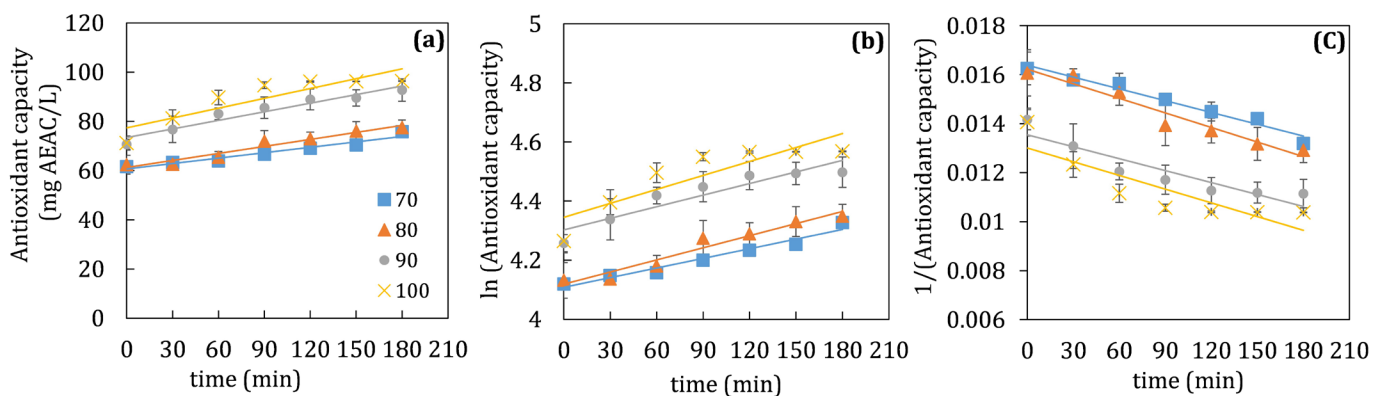 Antioxidant capacity
(mg AEAC/L)
120
100
80
60
40
20
0
(a)
70
80
90
100
0 30 60 90 120 150 180 210
time (min)
ln (Antioxidant capacity)
5
4.8
4.6
4.4
4.2
4
(b)
0 30 60 90 120 150 180 210
time (min)
1/(Antioxidant capacity)
0.018
0.016
0.014
0.012
0.01
0.008
0.006
(C)
0 30 60 90 120 150 180 210
time (min)